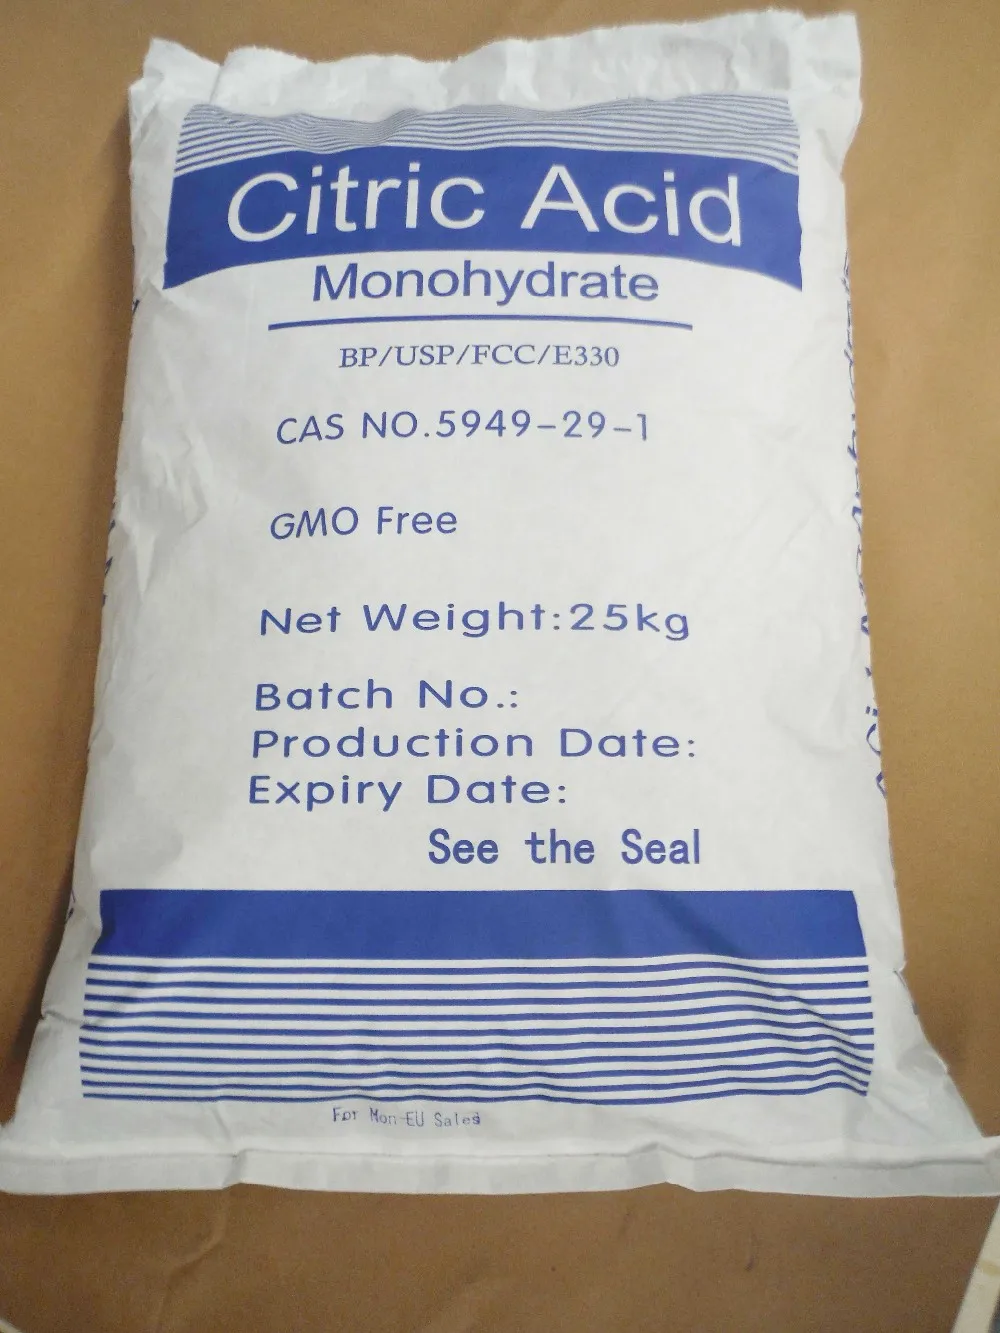 Citric Acid
Monohydrate
BP/USP/FCC/E330
CAS NO.5949-29-1
GMO Free
Net Weight:25kg
Batch No.:
Production Date:
Expiry Date:
See the Seal
For Non-EU Sales